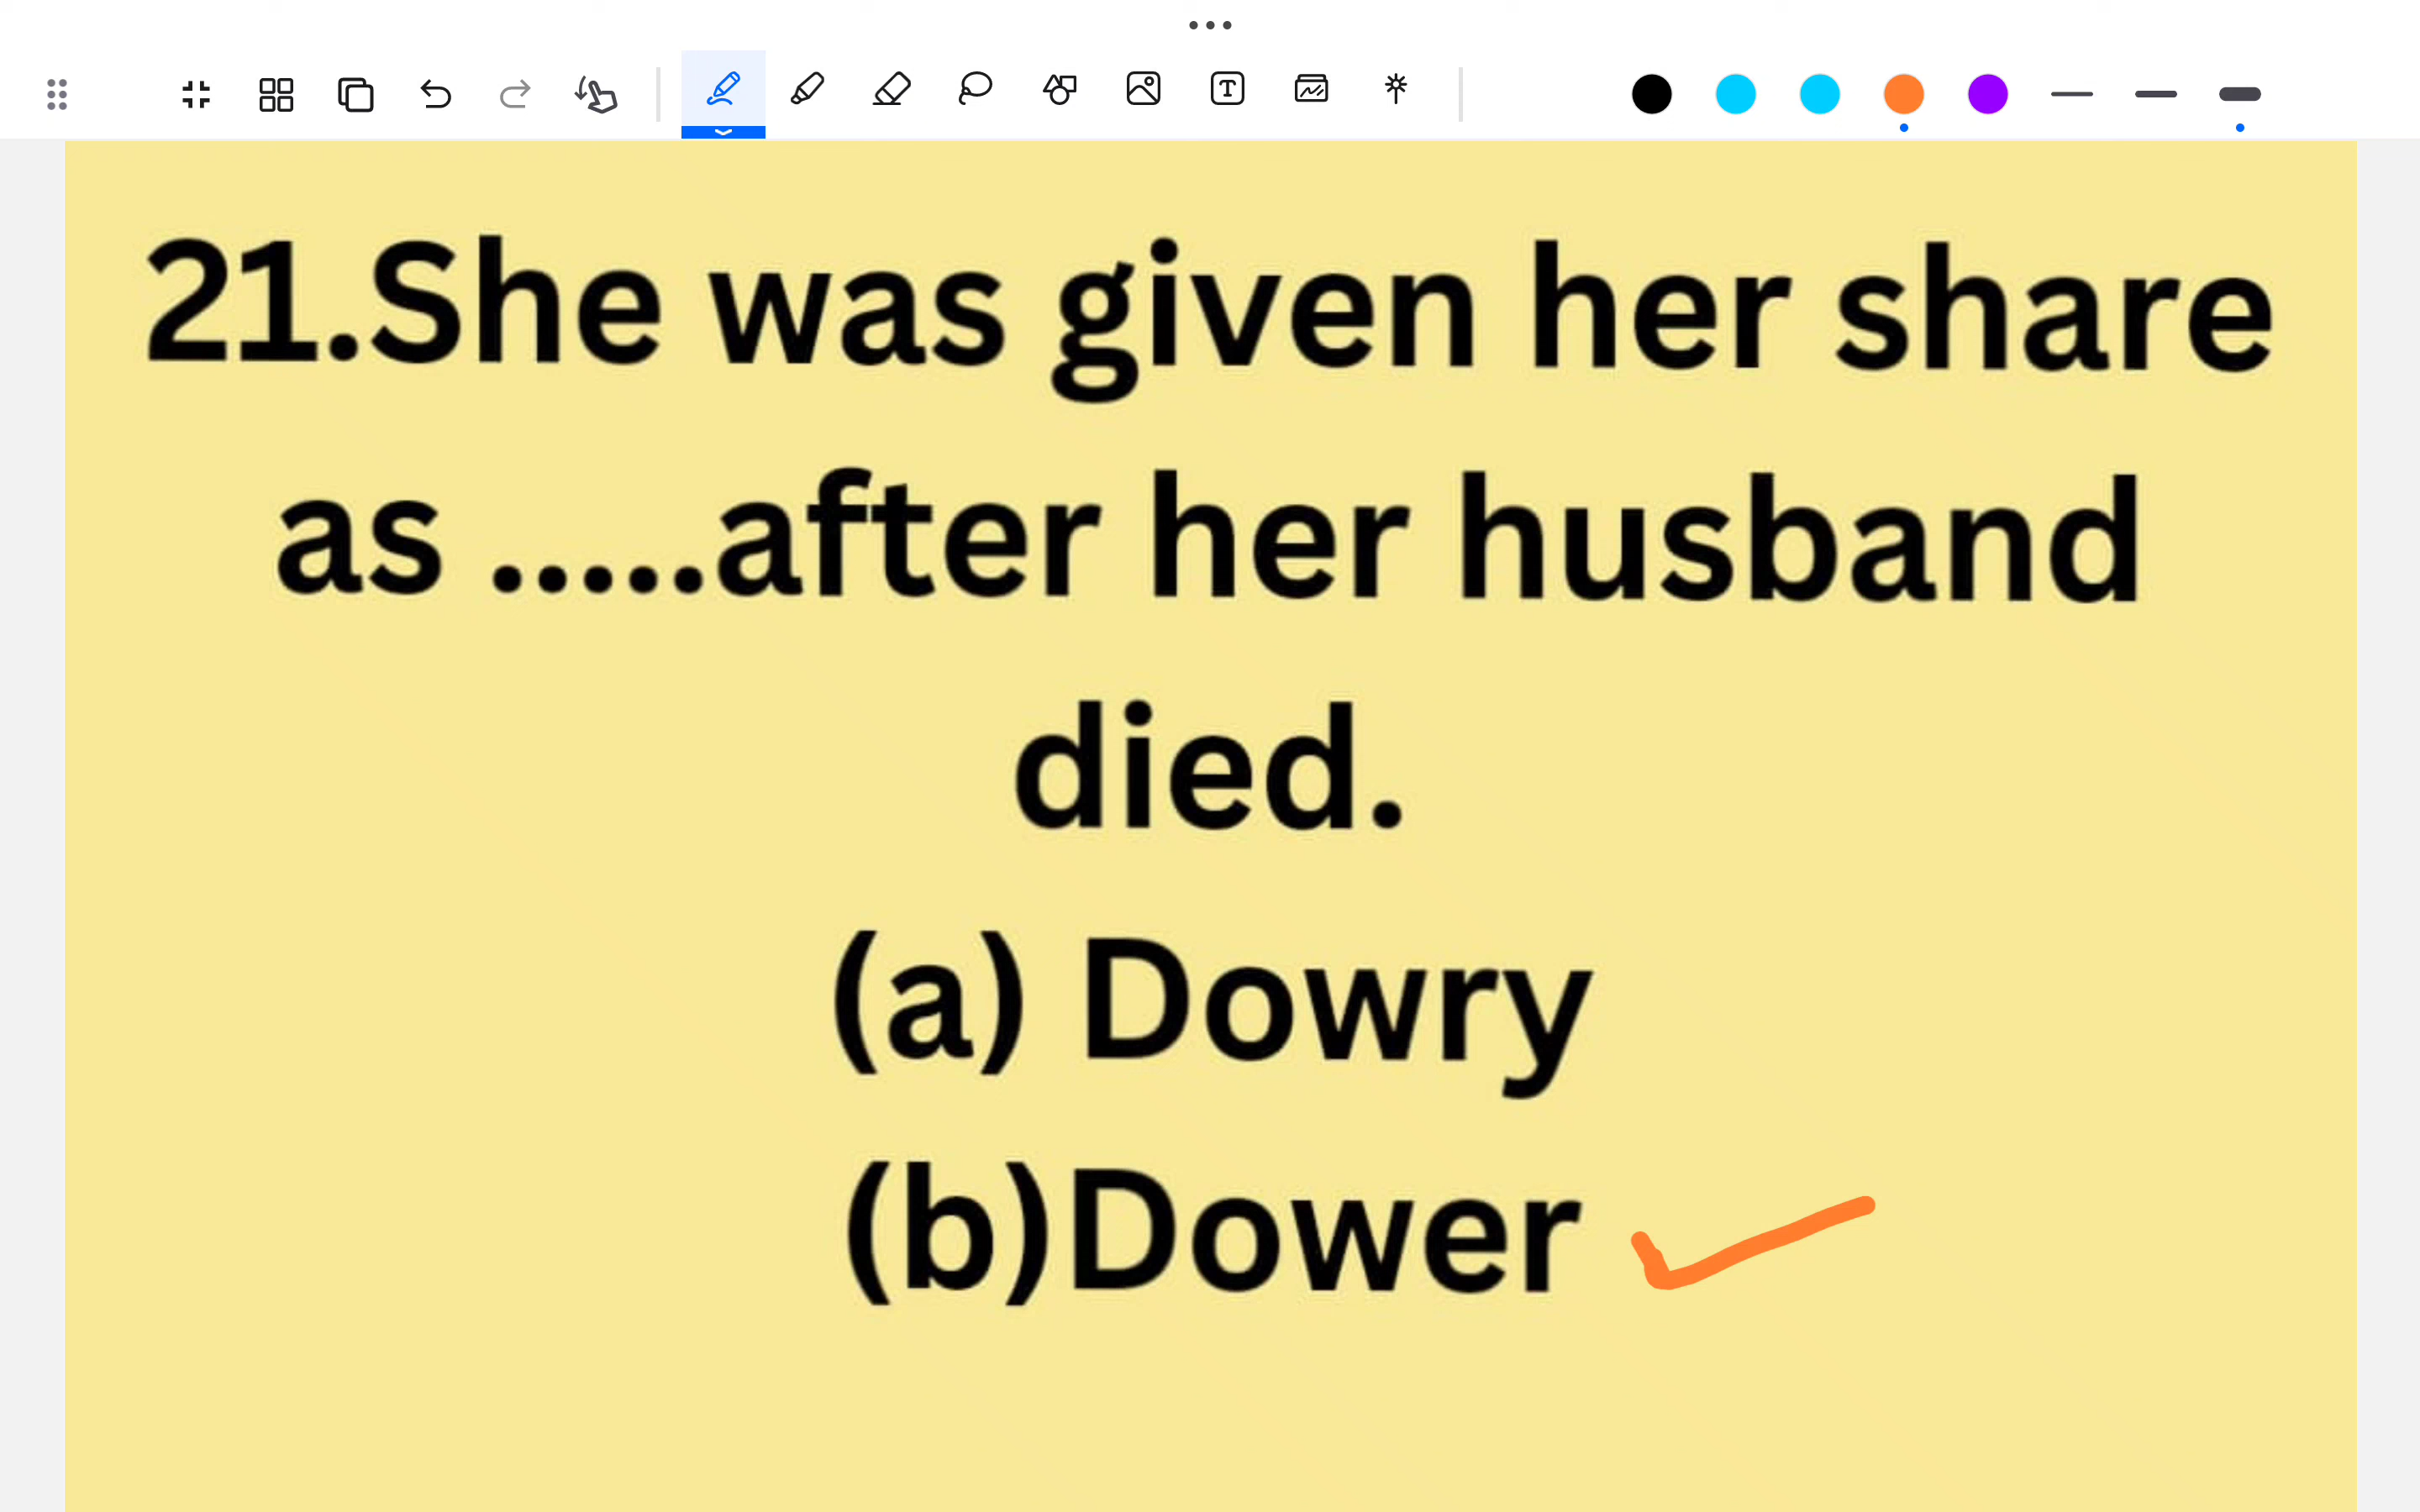 21.She was given her share
as .....after her husband
died.
(a) Dowry
(b)Dower